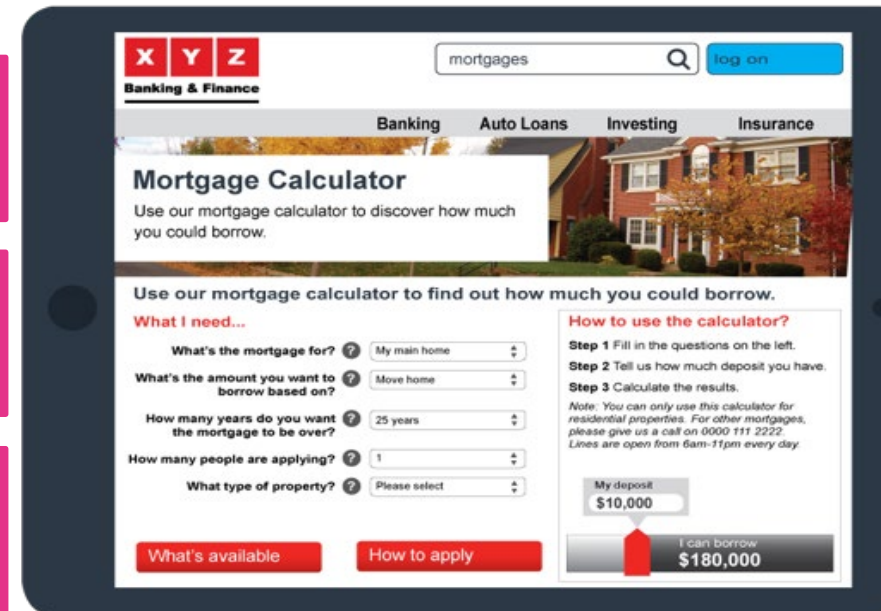 X Y Z
Banking & Finance
mortgages
log on
Banking Auto Loans Investing Insurance
Mortgage Calculator
Use our mortgage calculator to discover how much
you could borrow.
Use our mortgage calculator to find out how much you could borrow.
What I need...
What's the mortgage for? ? My main home
What's the amount you want to
borrow based on? ? Move home
How many years do you want
the mortgage to be over? ? 25 years
How many people are applying? ? 1
What type of property? ? Please select
What's available
How to apply
How to use the calculator?
Step 1 Fill in the questions on the left.
Step 2 Tell us how much deposit you have.
Step 3 Calculate the results.
Note: You can only use this calculator for
residential properties. For other mortgages,
please give us a call on 0000 111 2222.
Lines are open from 6am-11pm every day.
My deposit
$10,000
I can borrow
$180,000